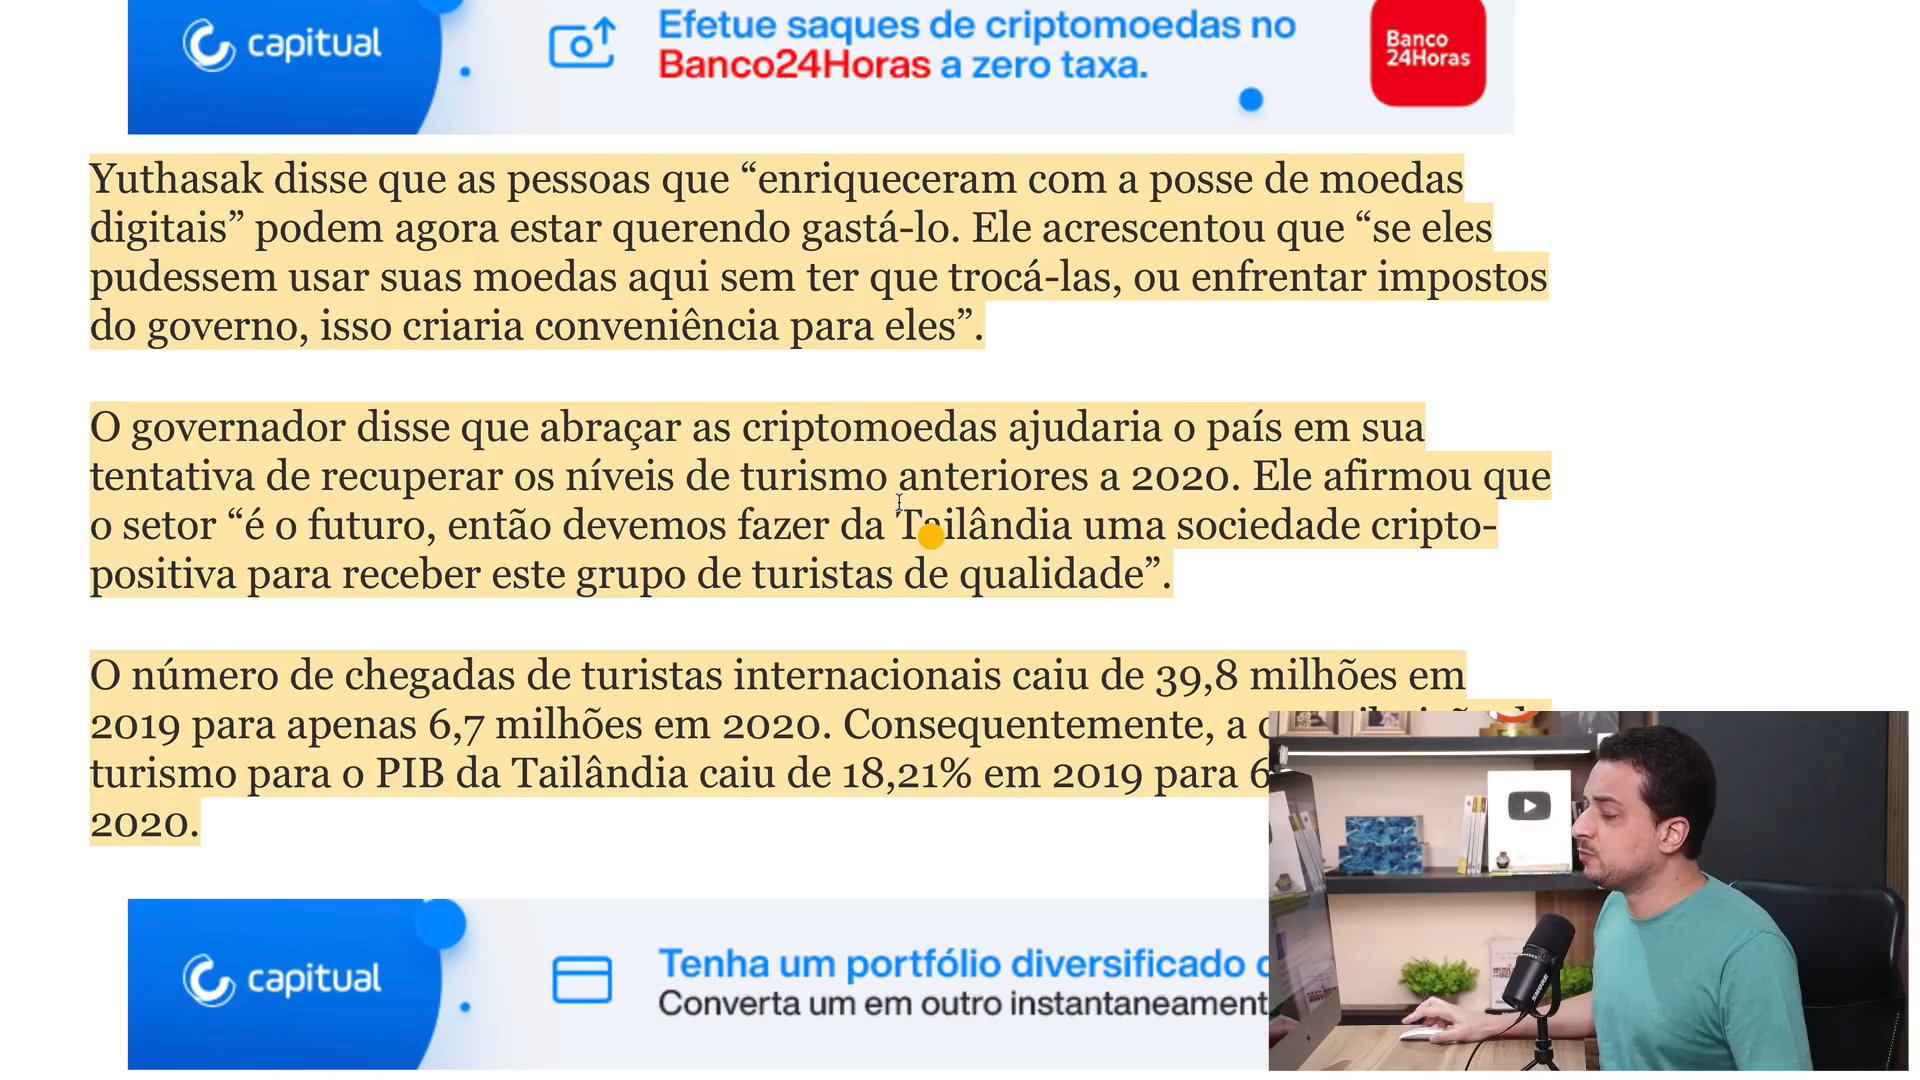 capitual
Efetue saques de criptomoedas no
Banco24Horas a zero taxa.
Banco
24Horas
Yuthasak disse que as pessoas que “enriqueceram com a posse de moedas
digitais” podem agora estar querendo gastá-lo. Ele acrescentou que “se eles
pudessem usar suas moedas aqui sem ter que trocá-las, ou enfrentar impostos
do governo, isso criaria conveniência para eles”.
O governador disse que abraçar as criptomoedas ajudaria o país em sua
tentativa de recuperar os níveis de turismo anteriores a 2020. Ele afirmou que
o setor “é o futuro, então devemos fazer da Tailândia uma sociedade cripto-
positiva para receber este grupo de turistas de qualidade”.
O número de chegadas de turistas internacionais caiu de 39,8 milhões em
2019 para apenas 6,7 milhões em 2020. Consequentemente, a
turismo para o PIB da Tailândia caiu de 18,21% em 2019 para 6
2020.
capitual
Tenha um portfólio diversificado
Converta um em outro instantaneament
SHURE